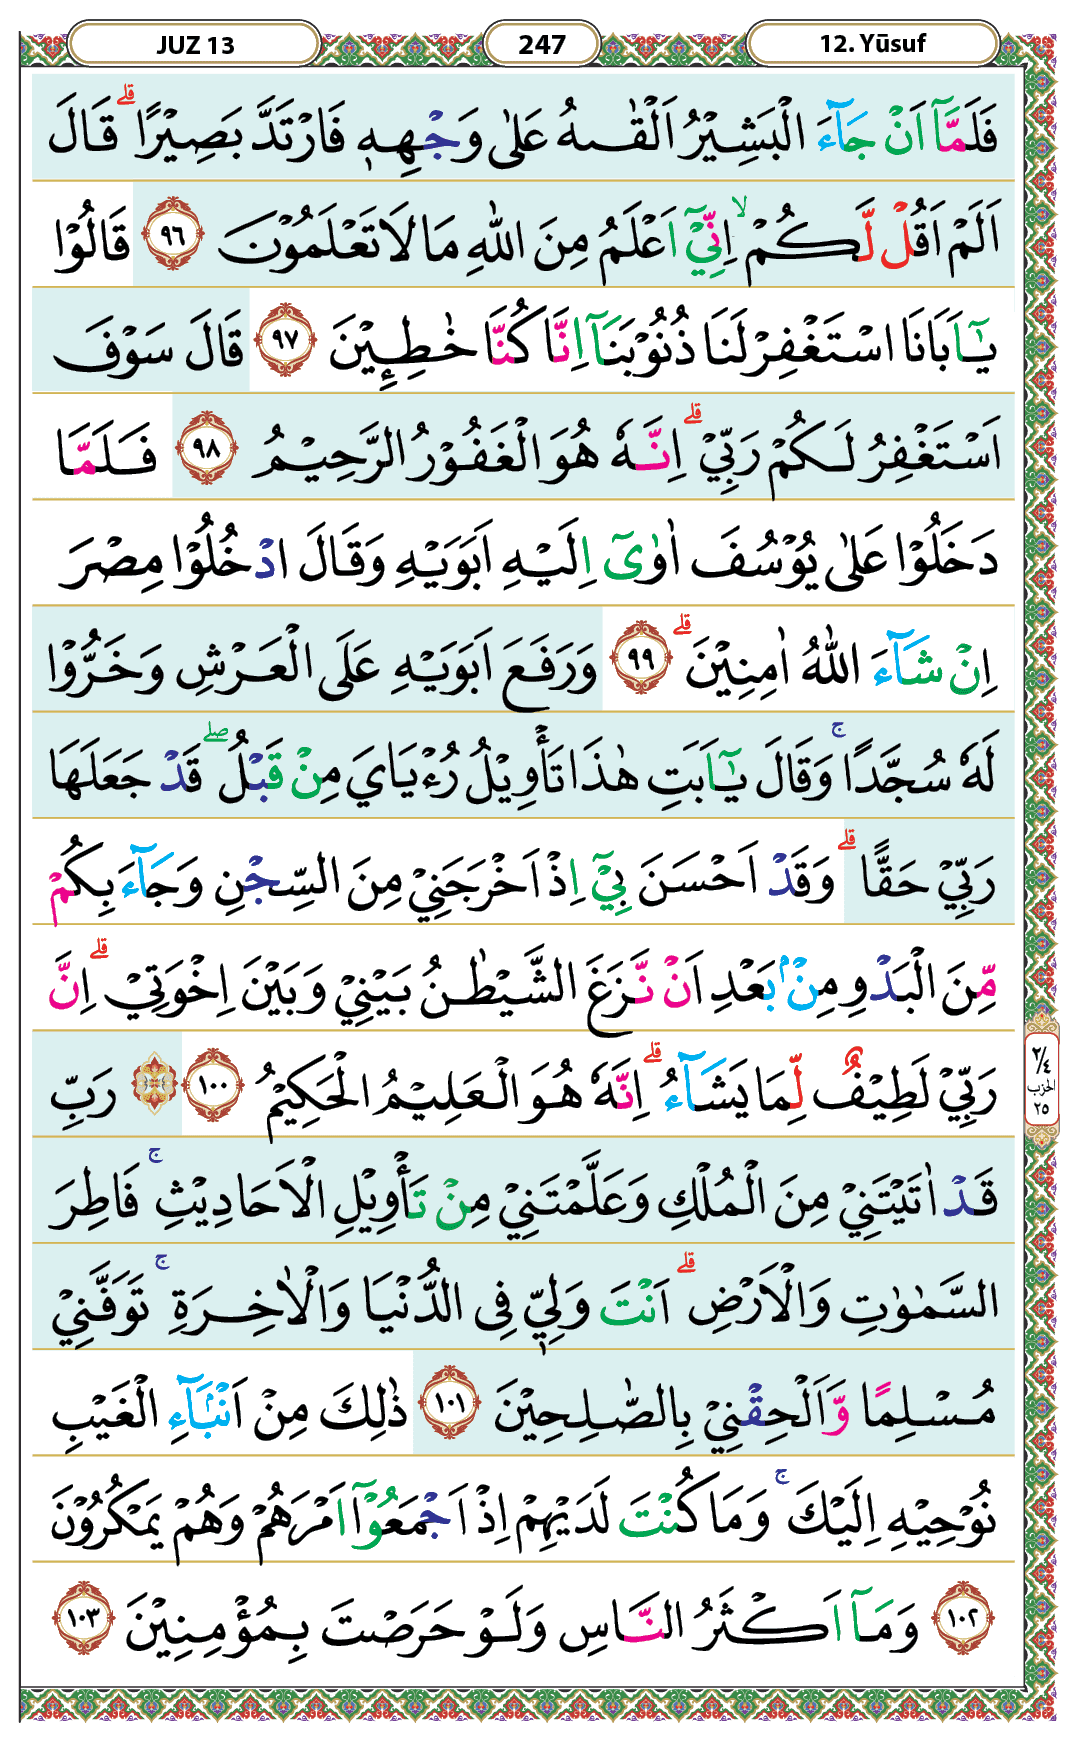 JUZ 13 247 12. Yūsuf
فَلَمَّآ اَنْ جَآءَ الْبَشِيْرُ اَلْقٰىهُ عَلٰى وَجْهِهٖ فَارْتَدَّ بَصِيْرًا ۗ قَالَ
اَلَمْ اَقُلْ لَّكُمْ ۙ اِنِّيْٓ اَعْلَمُ مِنَ اللّٰهِ مَا لَا تَعْلَمُوْنَ ٩٦ قَالُوْا
يٰٓاَبَانَا اسْتَغْفِرْ لَنَا ذُنُوْبَنَآ اِنَّا كُنَّا خٰطِـِٕيْنَ ٩٧ قَالَ سَوْفَ
اَسْتَغْفِرُ لَكُمْ رَبِّيْ ۗ اِنَّهٗ هُوَ الْغَفُوْرُ الرَّحِيْمُ ٩٨ فَلَمَّا
دَخَلُوْا عَلٰى يُوْسُفَ اٰوٰىٓ اِلَيْهِ اَبَوَيْهِ وَقَالَ ادْخُلُوْا مِصْرَ
اِنْ شَآءَ اللّٰهُ اٰمِنِيْنَ ۗ ٩٩ وَرَفَعَ اَبَوَيْهِ عَلَى الْعَرْشِ وَخَرُّوْا
لَهٗ سُجَّدًا ۚ وَقَالَ يٰٓاَبَتِ هٰذَا تَأْوِيْلُ رُءْيَايَ مِنْ قَبْلُ ۖ قَدْ جَعَلَهَا
رَبِّيْ حَقًّا ۗ وَقَدْ اَحْسَنَ بِيْٓ اِذْ اَخْرَجَنِيْ مِنَ السِّجْنِ وَجَآءَ بِكُمْ
مِّنَ الْبَدْوِ مِنْۢ بَعْدِ اَنْ نَّزَغَ الشَّيْطٰنُ بَيْنِيْ وَبَيْنَ اِخْوَتِيْ ۗ اِنَّ
رَبِّيْ لَطِيْفٌ لِّمَا يَشَآءُ ۗ اِنَّهٗ هُوَ الْعَلِيْمُ الْحَكِيْمُ ١٠٠ ۞ رَبِّ
٢/٤
الحزب
٢٥
قَدْ اٰتَيْتَنِيْ مِنَ الْمُلْكِ وَعَلَّمْتَنِيْ مِنْ تَأْوِيْلِ الْاَحَادِيْثِ ۚ فَاطِرَ
السَّمٰوٰتِ وَالْاَرْضِ ۗ اَنْتَ وَلِيّٖ فِى الدُّنْيَا وَالْاٰخِرَةِ ۚ تَوَفَّنِيْ
مُسْلِمًا وَّاَلْحِقْنِيْ بِالصّٰلِحِيْنَ ١٠١ ذٰلِكَ مِنْ اَنْۢبَآءِ الْغَيْبِ
نُوْحِيْهِ اِلَيْكَ ۚ وَمَا كُنْتَ لَدَيْهِمْ اِذْ اَجْمَعُوْٓا اَمْرَهُمْ وَهُمْ يَمْكُرُوْنَ
١٠٢ وَمَآ اَكْثَرُ النَّاسِ وَلَوْ حَرَصْتَ بِمُؤْمِنِيْنَ ١٠٣